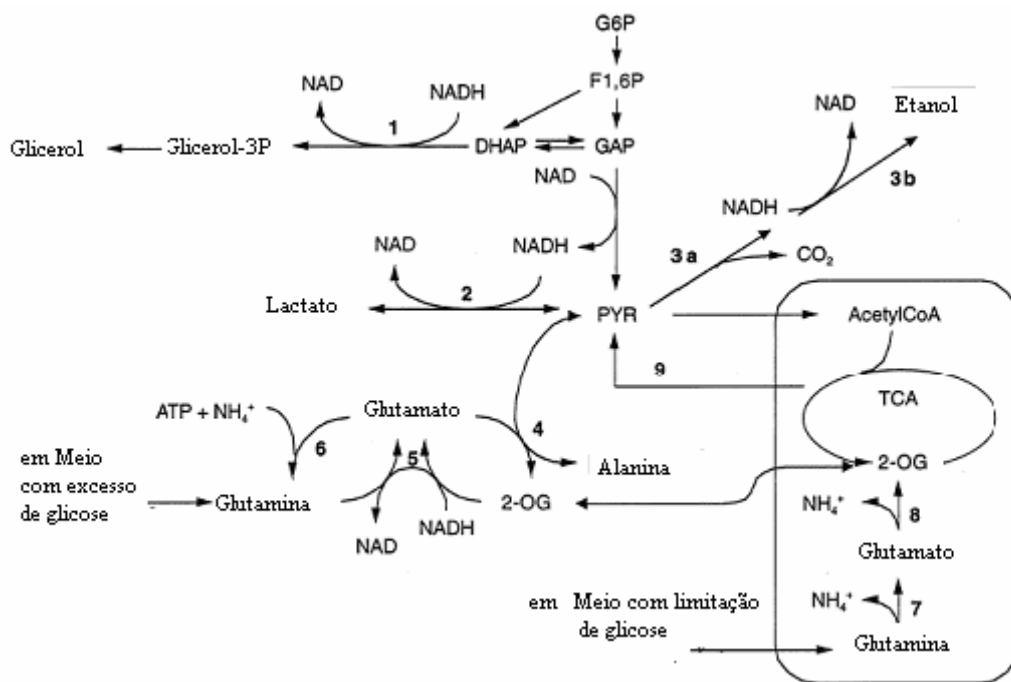 G6P
NAD
NADH
F1,6P
NAD
Etanol
1
Glicerol
Glicerol-3P
DHAP
GAP
3b
NAD
NADH
NAD
NADH
3a
CO₂
2
Lactato
PYR
AcetylCoA
9
TCA
ATP + NH₄⁺
Glutamato
4
6
5
Alanina
2-OG
em Meio
com excesso
de glicose
Glutamina
2-OG
NH₄⁺
8
NAD
NADH
Glutamato
em Meio com limitação
de glicose
NH₄⁺
7
Glutamina